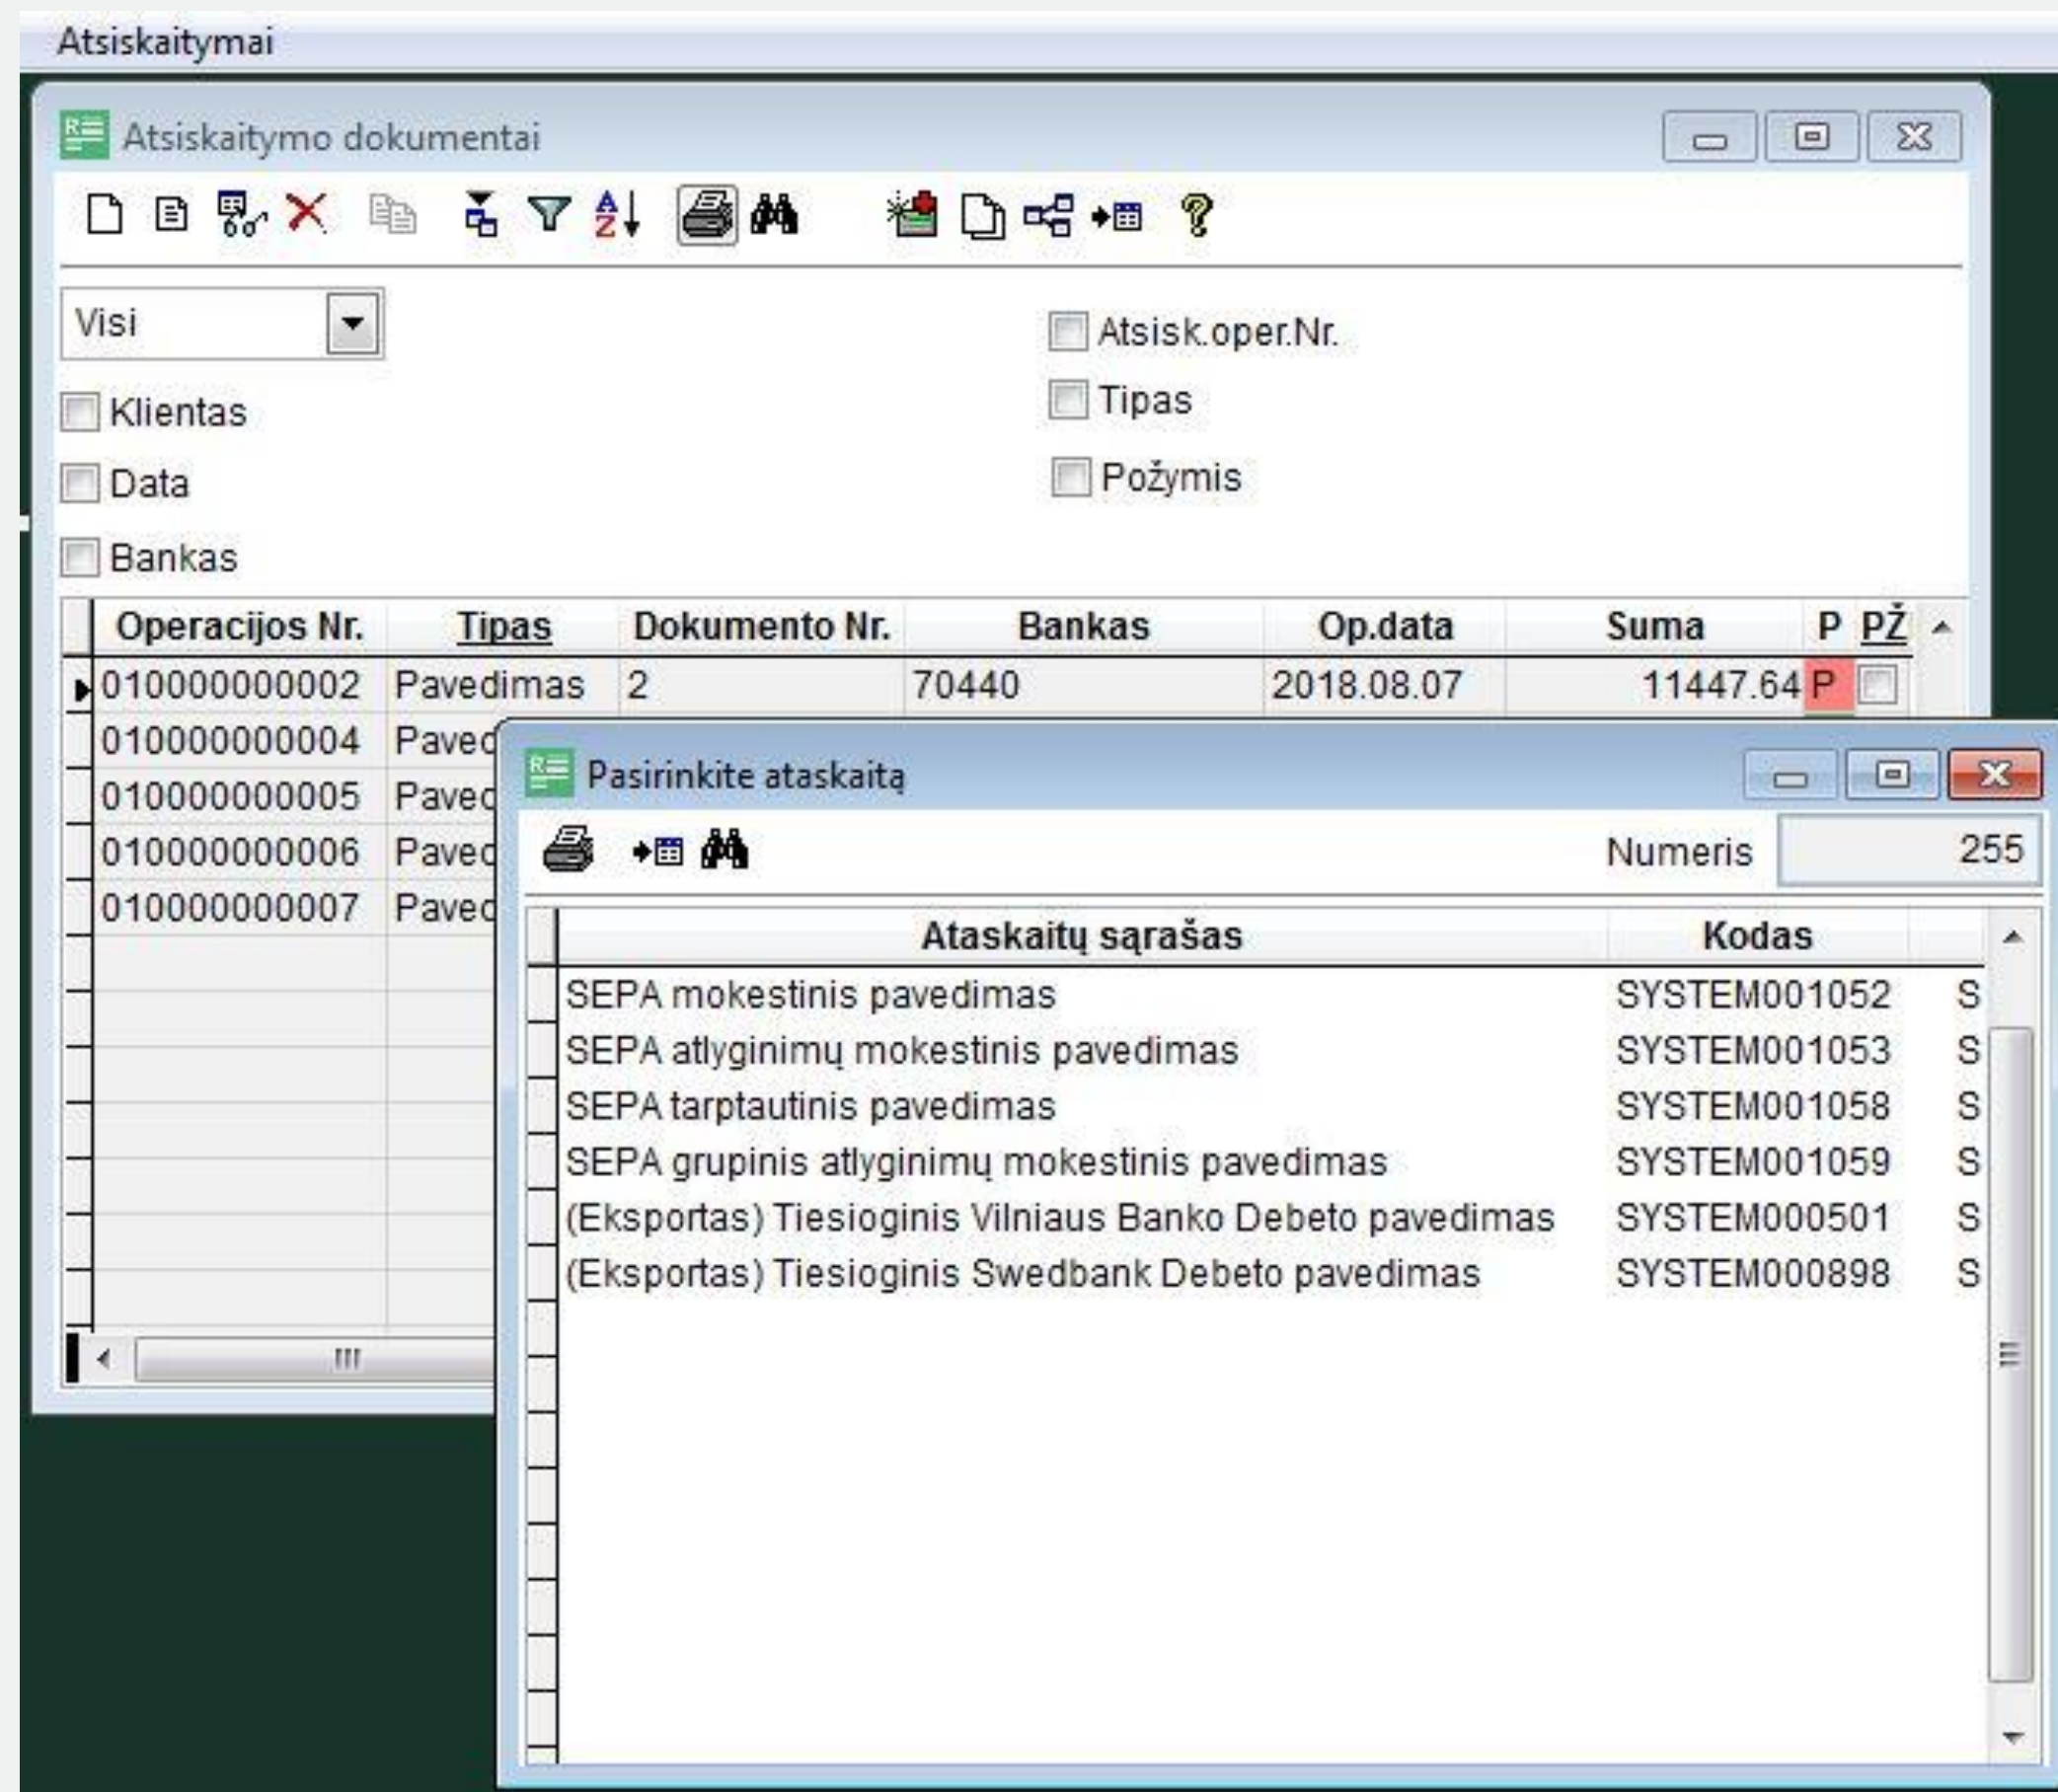 Atsiskaitymai
Atsiskaitymo dokumentai
Visi
Atsisk.oper.Nr.
Klientas
Tipas
Data
Požymis
Bankas
Operacijos Nr. Tipas Dokumento Nr. Bankas Op.data Suma P PŽ
010000000002 Pavedimas 2 70440 2018.08.07 11447.64 P
010000000004 Paved
010000000005 Paved
010000000006 Paved
010000000007 Paved
Pasirinkite ataskaitą
Numeris 255
Ataskaitų sąrašas Kodas
SEPA mokestinis pavedimas SYSTEM001052 S
SEPA atlyginimų mokestinis pavedimas SYSTEM001053 S
SEPA tarptautinis pavedimas SYSTEM001058 S
SEPA grupinis atlyginimų mokestinis pavedimas SYSTEM001059 S
(Eksportas) Tiesioginis Vilniaus Banko Debeto pavedimas SYSTEM000501 S
(Eksportas) Tiesioginis Swedbank Debeto pavedimas SYSTEM000898 S